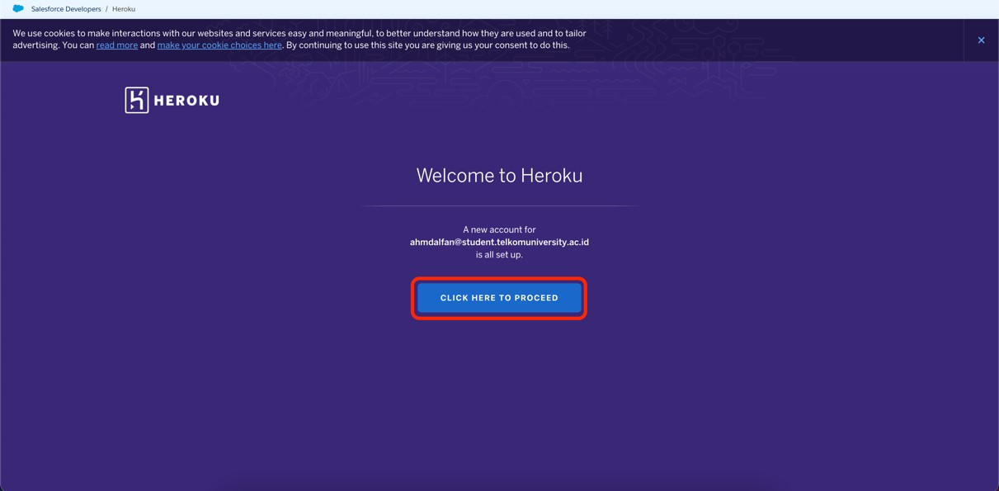 Salesforce Developers / Heroku
We use cookies to make interactions with our websites and services easy and meaningful, to better understand how they are used and to tailor
advertising. You can read more and make your cookie choices here. By continuing to use this site you are giving us your consent to do this.
HEROKU
Welcome to Heroku
A new account for
ahmdalfan@student.telkomuniversity.ac.id
is all set up.
CLICK HERE TO PROCEED